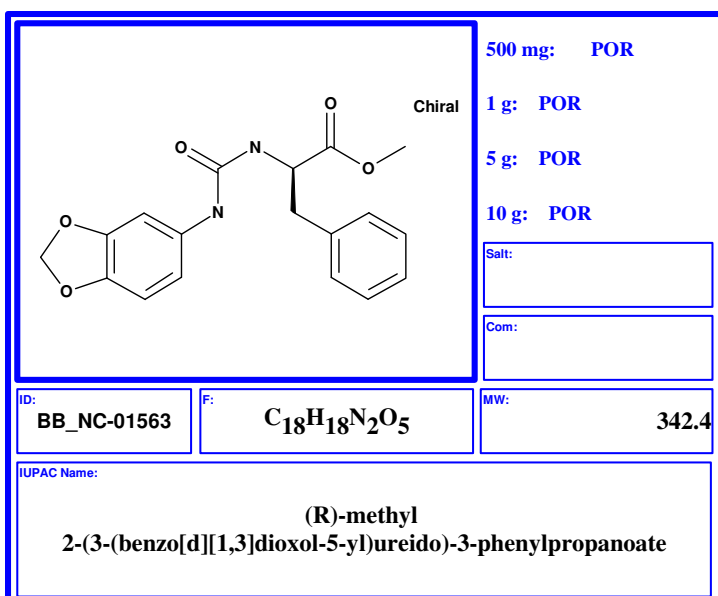 O
Chiral
O
N
O
N
O
O
500 mg: POR
1 g: POR
5 g: POR
10 g: POR
Salt:
Com:
ID:
BB_NC-01563
F:
C18H18N2O5
MW:
342.4
IUPAC Name:
(R)-methyl
2-(3-(benzo[d][1,3]dioxol-5-yl)ureido)-3-phenylpropanoate